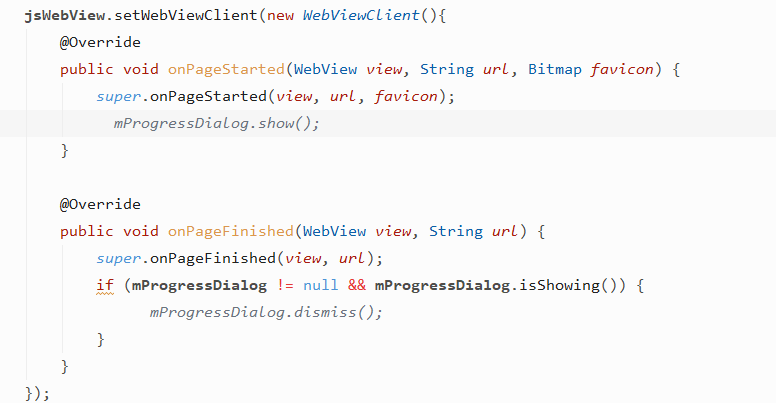 jsWebView.setWebViewClient(new WebViewClient(){
@Override
public void onPageStarted(WebView view, String url, Bitmap favicon) {
super.onPageStarted(view, url, favicon);
mProgressDialog.show();
}
@Override
public void onPageFinished(WebView view, String url) {
super.onPageFinished(view, url);
if (mProgressDialog != null && mProgressDialog.isShowing()) {
mProgressDialog.dismiss();
}
}
});